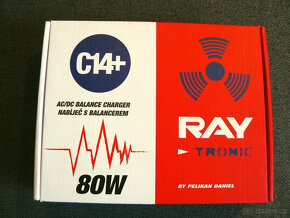 C14+
AC/DC BALANCE CHARGER
NABÍJEČ S BALANCEREM
80W
RAY
TRONIC
BY PELIKAN DANIEL